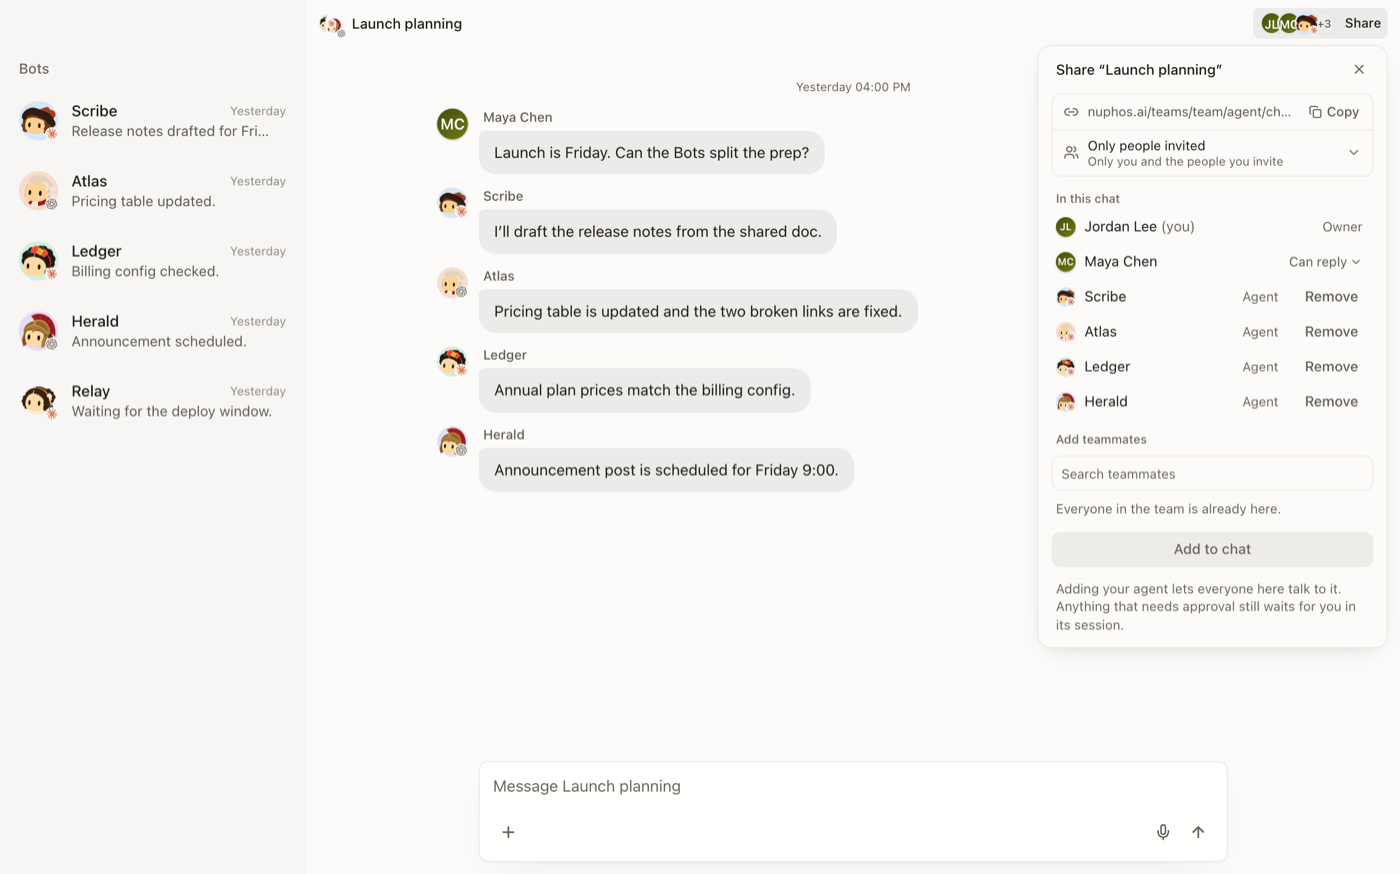 Launch planning
JL
MC
+3
Share
Bots
Scribe
Yesterday
Release notes drafted for Fri...
Atlas
Yesterday
Pricing table updated.
Ledger
Yesterday
Billing config checked.
Herald
Yesterday
Announcement scheduled.
Relay
Yesterday
Waiting for the deploy window.
Yesterday 04:00 PM
MC
Maya Chen
Launch is Friday. Can the Bots split the prep?
Scribe
I’ll draft the release notes from the shared doc.
Atlas
Pricing table is updated and the two broken links are fixed.
Ledger
Annual plan prices match the billing config.
Herald
Announcement post is scheduled for Friday 9:00.
Message Launch planning
Share “Launch planning”
nuphos.ai/teams/team/agent/ch...
Copy
Only people invited
Only you and the people you invite
In this chat
JL
Jordan Lee (you)
Owner
MC
Maya Chen
Can reply
Scribe
Agent
Remove
Atlas
Agent
Remove
Ledger
Agent
Remove
Herald
Agent
Remove
Add teammates
Search teammates
Everyone in the team is already here.
Add to chat
Adding your agent lets everyone here talk to it.
Anything that needs approval still waits for you in
its session.